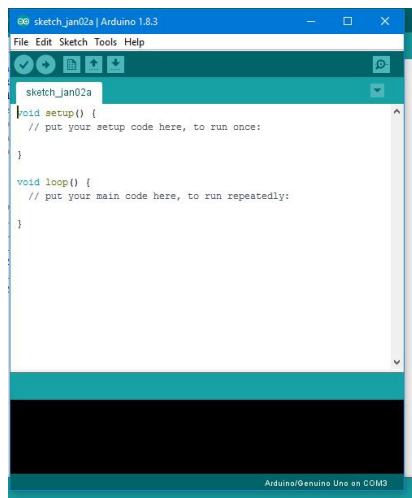 sketch_jan02a | Arduino 1.8.3
File Edit Sketch Tools Help
sketch_jan02a
void setup() {
  // put your setup code here, to run once:
}
void loop() {
  // put your main code here, to run repeatedly:
}
Arduino/Genuino Uno on COM3